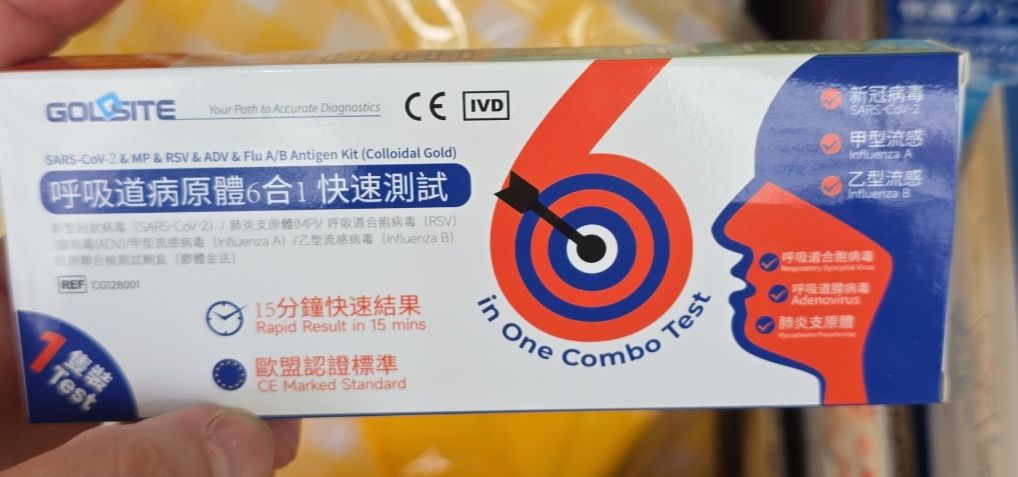 GOLDSITE
Your Path to Accurate Diagnostics
CE IVD
SARS-CoV-2 & MP & RSV & ADV & Flu A/B Antigen Kit (Colloidal Gold)
呼吸道病原體6合1 快速測試
新型冠狀病毒（SARS-CoV-2）/ 肺炎支原體(MP)/ 呼吸道合胞病毒（RSV）
/腺病毒(ADV)/甲型流感病毒（Influenza A）/乙型流感病毒（Influenza B）
抗原聯合檢測試劑盒（膠體金法）
REF CG128001
15分鐘快速結果
Rapid Result in 15 mins
歐盟認證標準
CE Marked Standard
1隻裝
Test
6
in One Combo Test
新冠病毒
SARS-CoV-2
甲型流感
Influenza A
乙型流感
Influenza B
呼吸道合胞病毒
Respiratory Syncytial Virus
呼吸道腺病毒
Adenovirus
肺炎支原體
Mycoplasma Pneumoniae